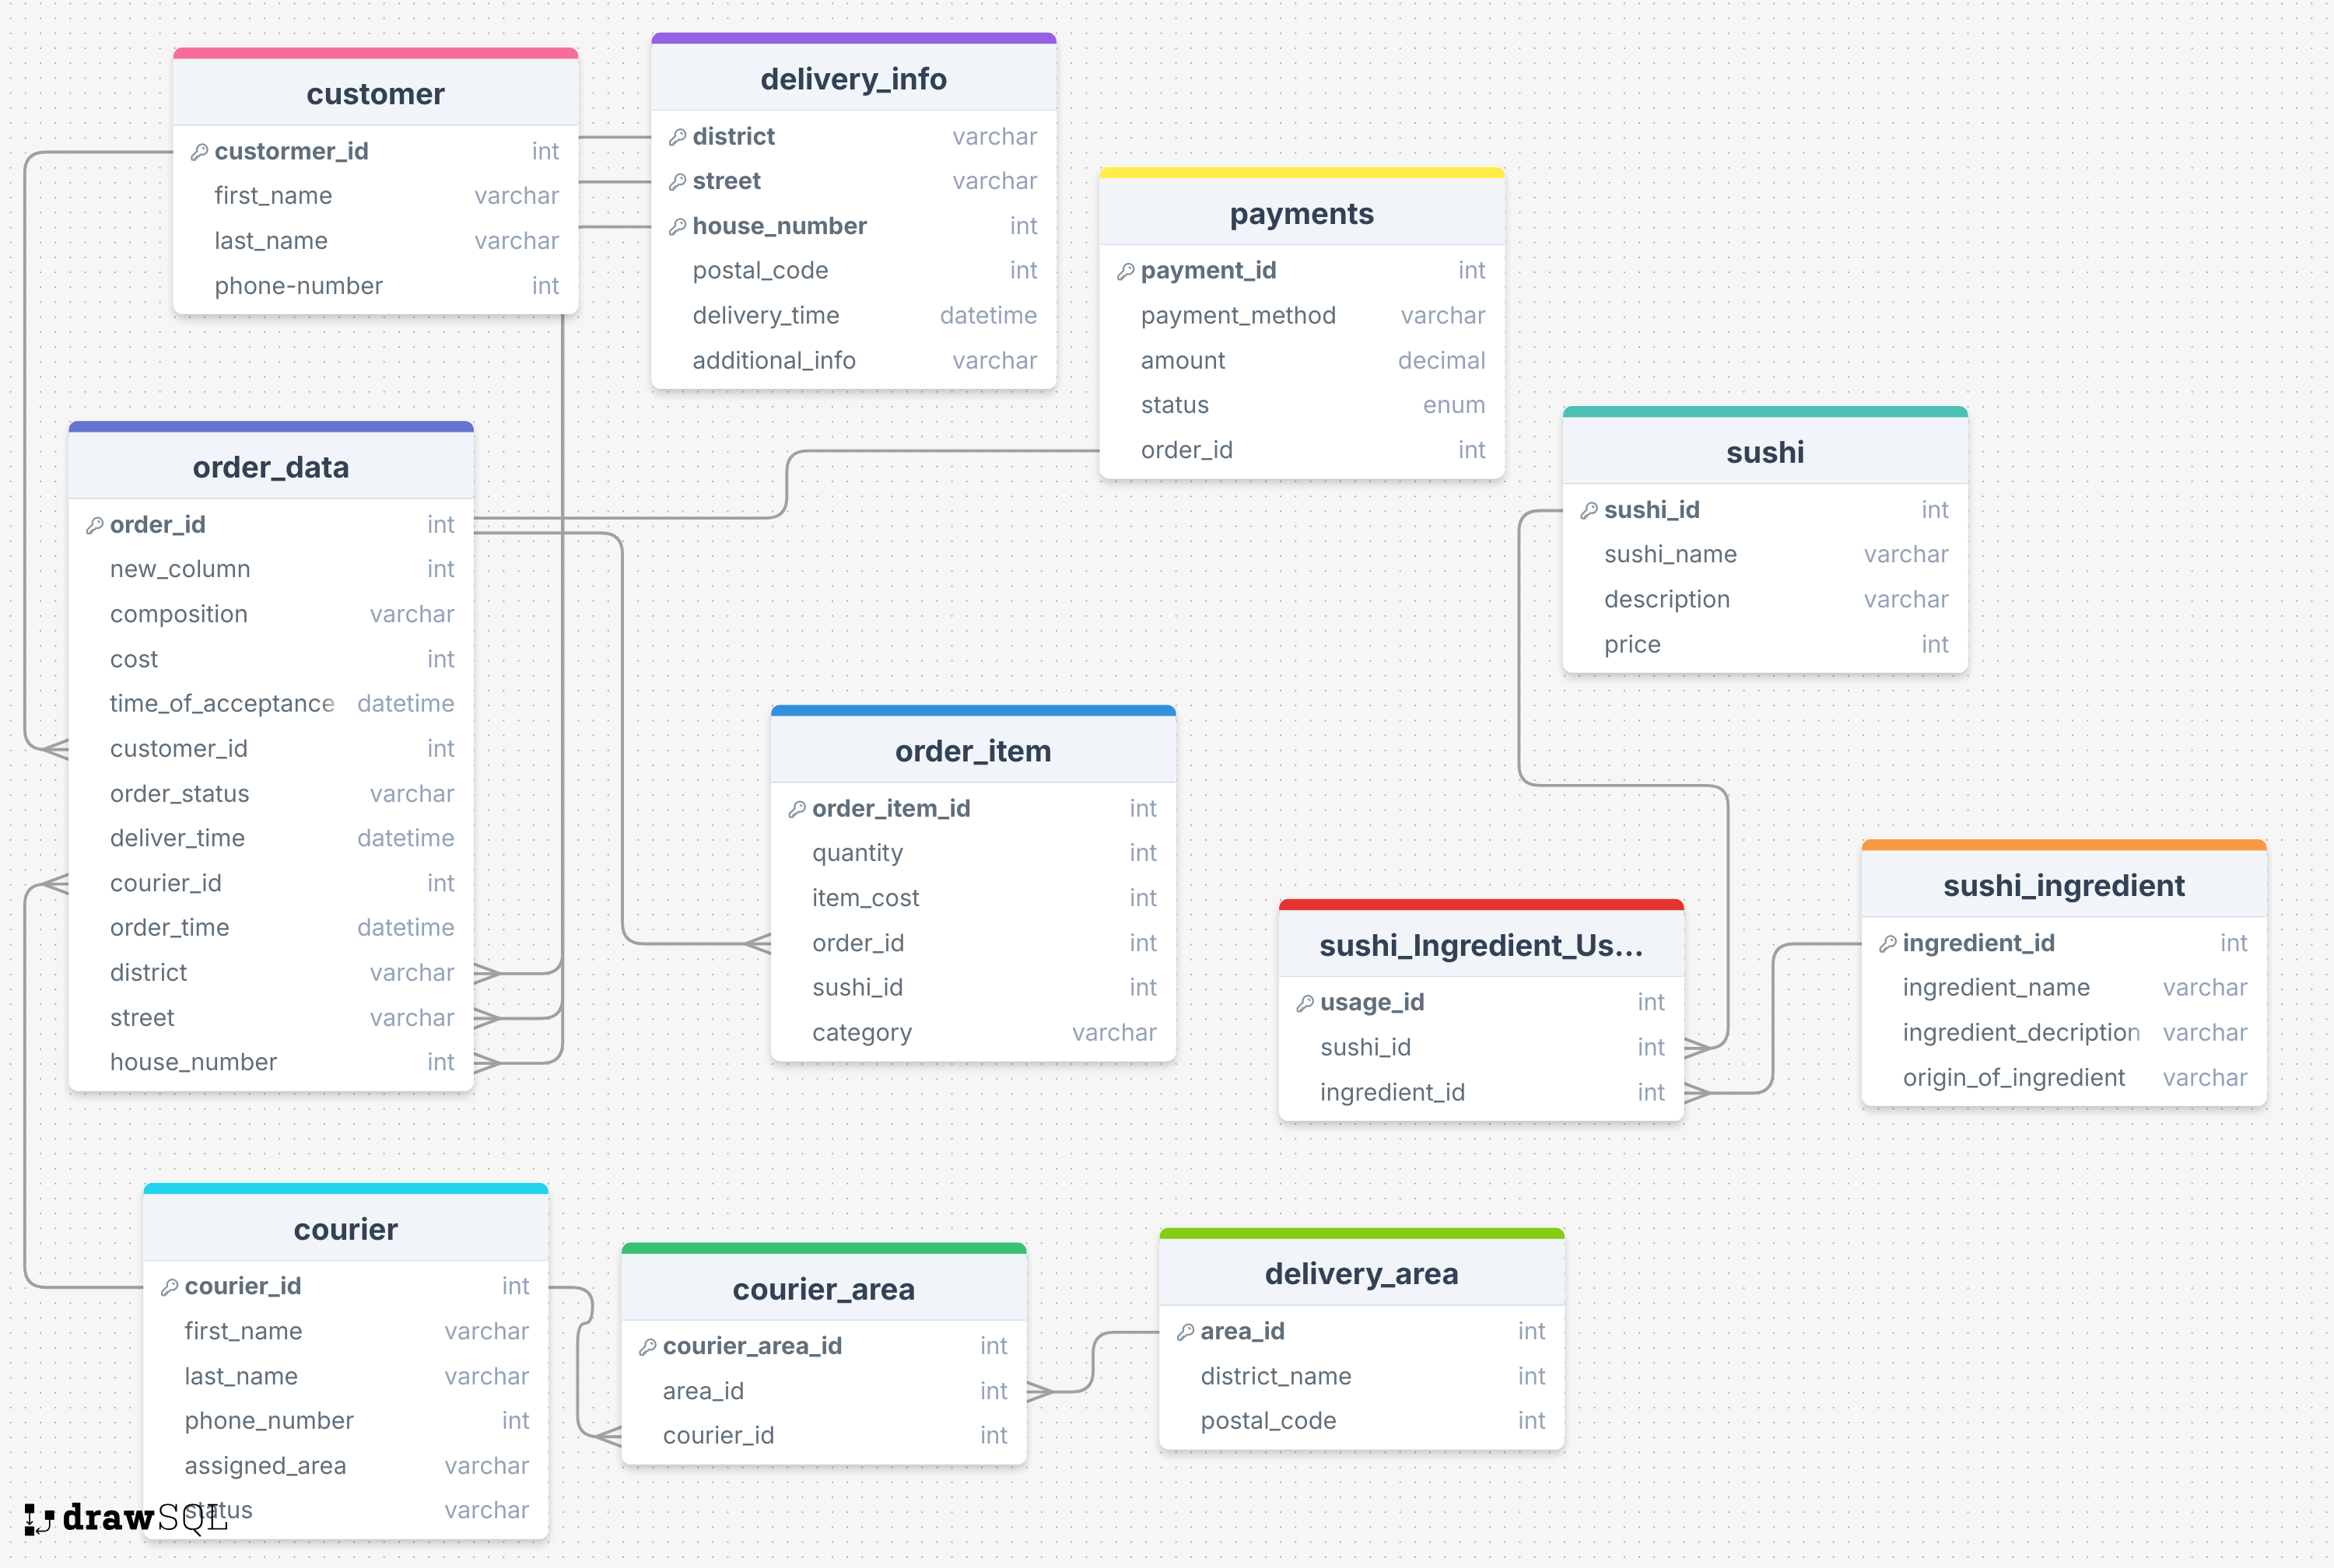 customer
custormer_id int
first_name varchar
last_name varchar
phone-number int
delivery_info
district varchar
street varchar
house_number int
postal_code int
delivery_time datetime
additional_info varchar
payments
payment_id int
payment_method varchar
amount decimal
status enum
order_id int
order_data
order_id int
new_column int
composition varchar
cost int
time_of_acceptance datetime
customer_id int
order_status varchar
deliver_time datetime
courier_id int
order_time datetime
district varchar
street varchar
house_number int
sushi
sushi_id int
sushi_name varchar
description varchar
price int
order_item
order_item_id int
quantity int
item_cost int
order_id int
sushi_id int
category varchar
sushi_Ingredient_Us...
usage_id int
sushi_id int
ingredient_id int
sushi_ingredient
ingredient_id int
ingredient_name varchar
ingredient_decription varchar
origin_of_ingredient varchar
courier
courier_id int
first_name varchar
last_name varchar
phone_number int
assigned_area varchar
status varchar
courier_area
courier_area_id int
area_id int
courier_id int
delivery_area
area_id int
district_name int
postal_code int
drawSQL